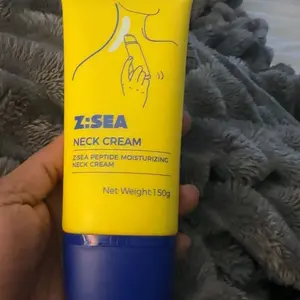 Z:SEA
NECK CREAM
Z:SEA PEPTIDE MOISTURIZING
NECK CREAM
Net Weight:150g